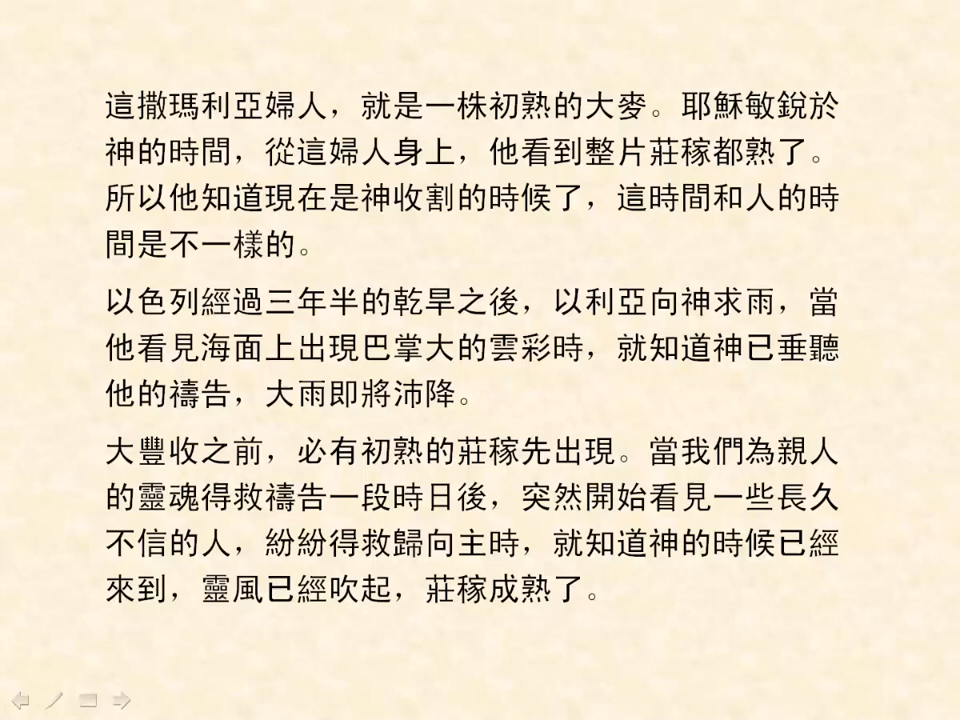 這撒瑪利亞婦人，就是一株初熟的大麥。耶穌敏銳於
神的時間，從這婦人身上，他看到整片莊稼都熟了。
所以他知道現在是神收割的時候了，這時間和人的時
間是不一樣的。
以色列經過三年半的乾旱之後，以利亞向神求雨，當
他看見海面上出現巴掌大的雲彩時，就知道神已垂聽
他的禱告，大雨即將沛降。
大豐收之前，必有初熟的莊稼先出現。當我們為親人
的靈魂得救禱告一段時日後，突然開始看見一些長久
不信的人，紛紛得救歸向主時，就知道神的時候已經
來到，靈風已經吹起，莊稼成熟了。